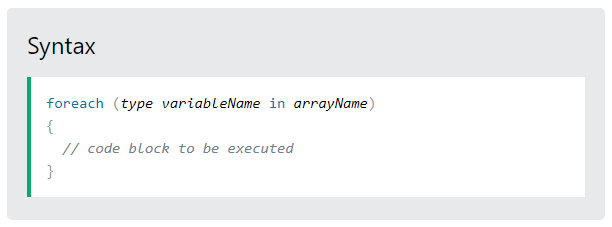 Syntax
foreach (type variableName in arrayName)
{
  // code block to be executed
}